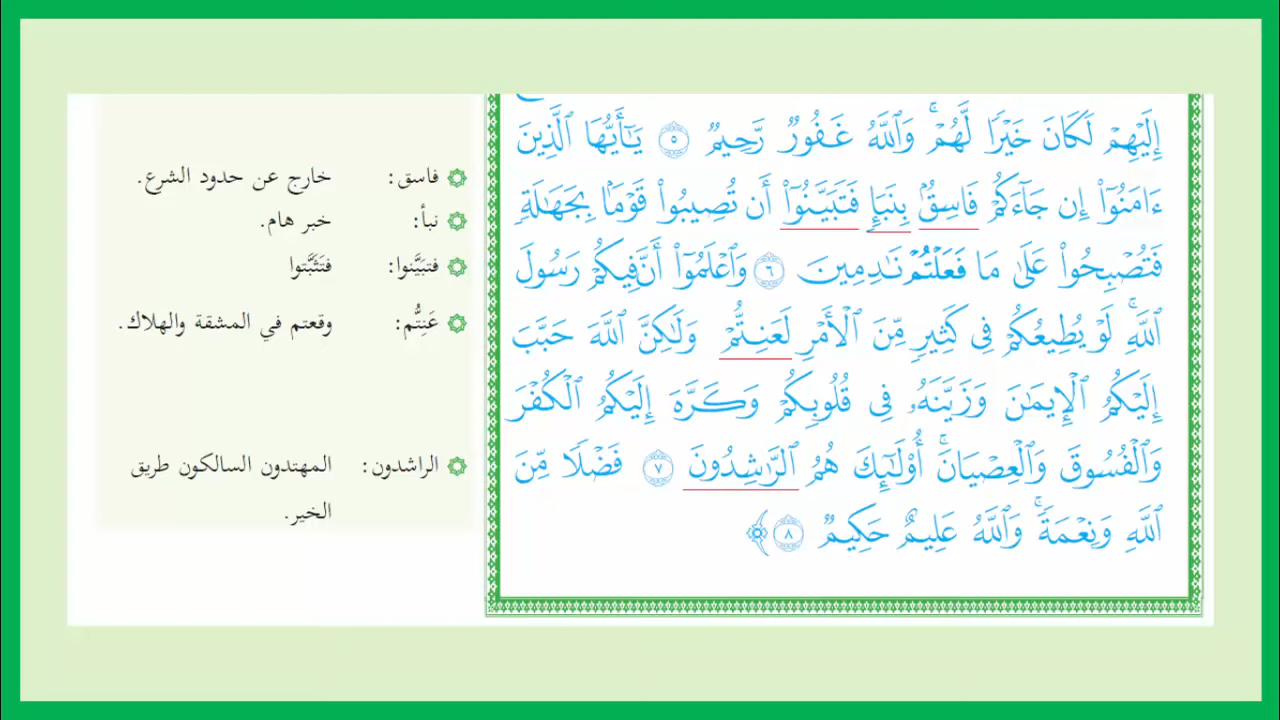 إِلَيْهِمْ لَكَانَ خَيْرًا لَّهُمْ ۚ وَٱللَّهُ غَفُورٌ رَّحِيمٌ ٥ يَـٰٓأَيُّهَا ٱلَّذِينَ
ءَامَنُوٓا۟ إِن جَآءَكُمْ فَاسِقٌۢ بِنَبَإٍ فَتَبَيَّنُوٓا۟ أَن تُصِيبُوا۟ قَوْمًۢا بِجَهَـٰلَةٍ
فَتُصْبِحُوا۟ عَلَىٰ مَا فَعَلْتُمْ نَـٰدِمِينَ ٦ وَٱعْلَمُوٓا۟ أَنَّ فِيكُمْ رَسُولَ
ٱللَّهِ ۚ لَوْ يُطِيعُكُمْ فِى كَثِيرٍ مِّنَ ٱلْأَمْرِ لَعَنِتُّمْ وَلَـٰكِنَّ ٱللَّهَ حَبَّبَ
إِلَيْكُمُ ٱلْإِيمَـٰنَ وَزَيَّنَهُۥ فِى قُلُوبِكُمْ وَكَرَّهَ إِلَيْكُمُ ٱلْكُفْرَ
وَٱلْفُسُوقَ وَٱلْعِصْيَانَ ۚ أُو۟لَـٰٓئِكَ هُمُ ٱلرَّٰشِدُونَ ٧ فَضْلًا مِّنَ
ٱللَّهِ وَنِعْمَةً ۚ وَٱللَّهُ عَلِيمٌ حَكِيمٌ ٨ ﴾
فاسق: خارج عن حدود الشرع.
نبأ: خبر هام.
فتبَيَّنوا: فتَثَبَّتوا
عَنِتُّم: وقعتم في المشقة والهلاك.
الراشدون: المهتدون السالكون طريق
الخير.